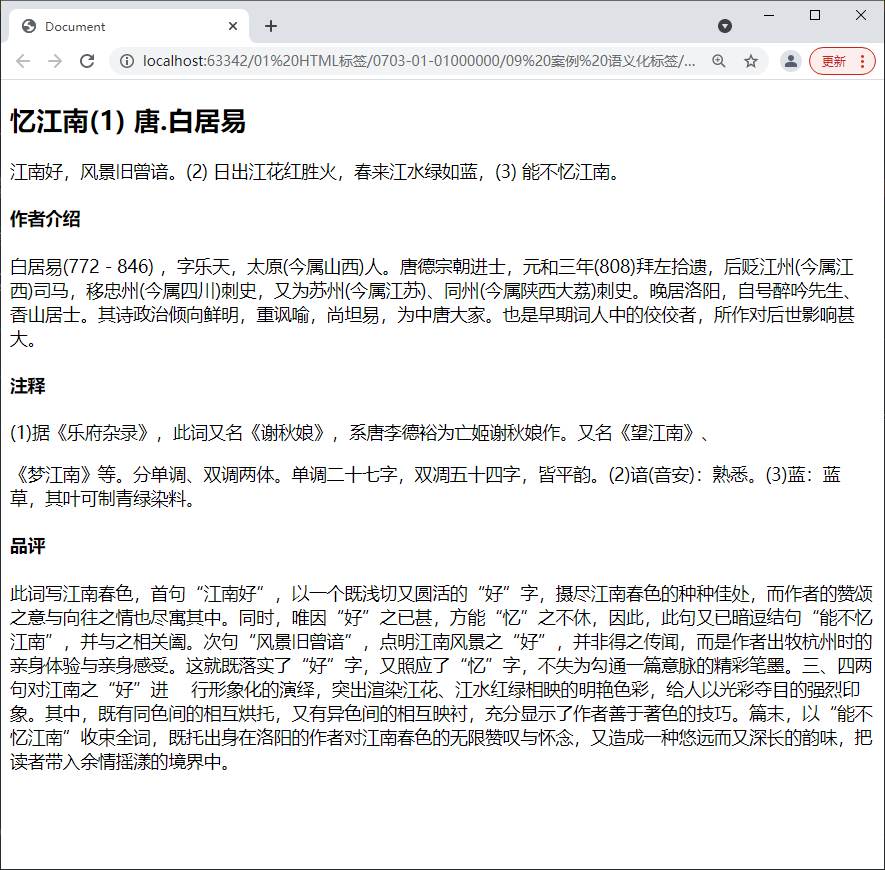 Document
localhost:63342/01%20HTML标签/0703-01-01000000/09%20案例%20语义化标签/...
更新
忆江南(1) 唐.白居易
江南好，风景旧曾谙。(2) 日出江花红胜火，春来江水绿如蓝，(3) 能不忆江南。
作者介绍
白居易(772 - 846) ，字乐天，太原(今属山西)人。唐德宗朝进士，元和三年(808)拜左拾遗，后贬江州(今属江
西)司马，移忠州(今属四川)刺史，又为苏州(今属江苏)、同州(今属陕西大荔)刺史。晚居洛阳，自号醉吟先生、
香山居士。其诗政治倾向鲜明，重讽喻，尚坦易，为中唐大家。也是早期词人中的佼佼者，所作对后世影响甚
大。
注释
(1)据《乐府杂录》，此词又名《谢秋娘》，系唐李德裕为亡姬谢秋娘作。又名《望江南》、
《梦江南》等。分单调、双调两体。单调二十七字，双凋五十四字，皆平韵。(2)谙(音安)：熟悉。(3)蓝：蓝
草，其叶可制青绿染料。
品评
此词写江南春色，首句“江南好”，以一个既浅切又圆活的“好”字，摄尽江南春色的种种佳处，而作者的赞颂
之意与向往之情也尽寓其中。同时，唯因“好”之已甚，方能“忆”之不休，因此，此句又已暗逗结句“能不忆
江南”，并与之相关阖。次句“风景旧曾谙”，点明江南风景之“好”，并非得之传闻，而是作者出牧杭州时的
亲身体验与亲身感受。这就既落实了“好”字，又照应了“忆”字，不失为勾通一篇意脉的精彩笔墨。三、四两
句对江南之“好”进 行形象化的演绎，突出渲染江花、江水红绿相映的明艳色彩，给人以光彩夺目的强烈印
象。其中，既有同色间的相互烘托，又有异色间的相互映衬，充分显示了作者善于著色的技巧。篇末，以“能不
忆江南”收束全词，既托出身在洛阳的作者对江南春色的无限赞叹与怀念，又造成一种悠远而又深长的韵味，把
读者带入余情摇漾的境界中。